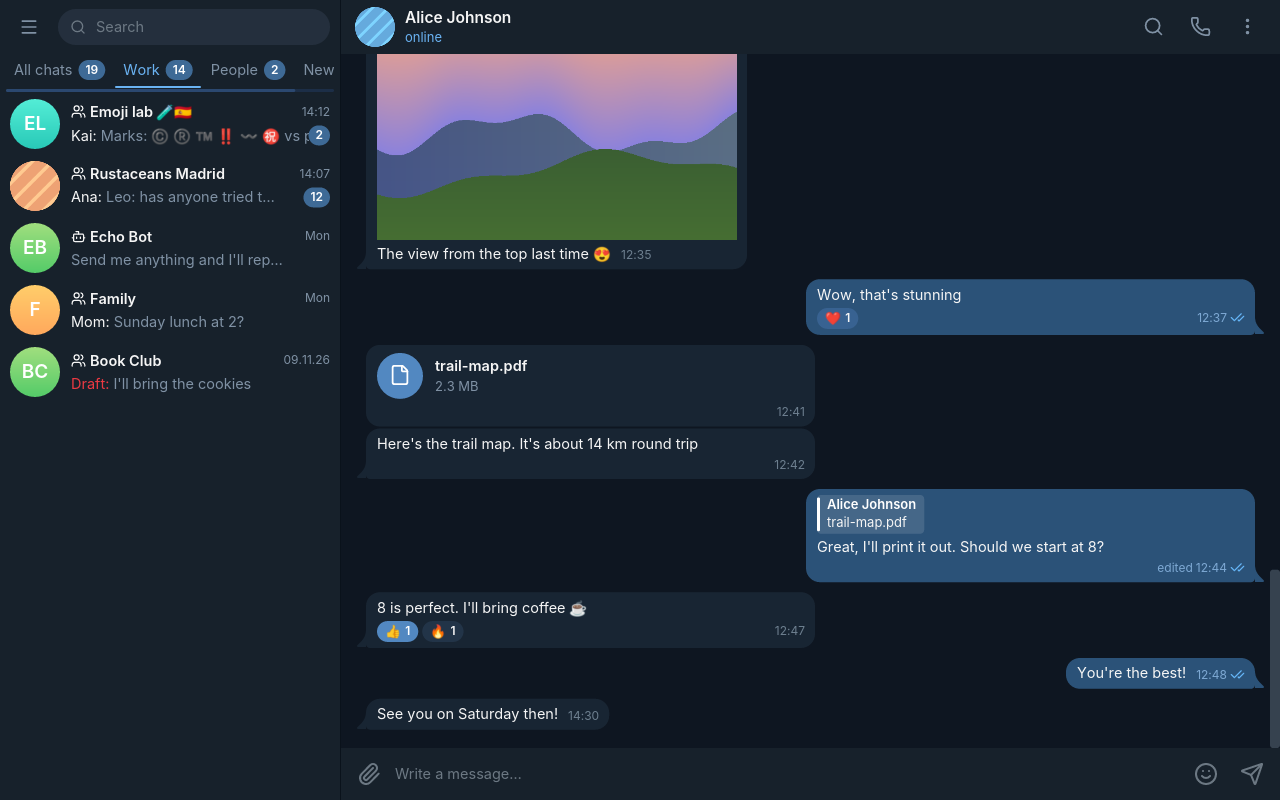 Search
All chats 19 Work 14 People 2 New
Emoji lab 🧪🇪🇸 14:12
Kai: Marks: ©️ ®️ ™️ ‼️ 〰️ ㊗️ vs 2
Rustaceans Madrid 14:07
Ana: Leo: has anyone tried t... 12
EB
Echo Bot Mon
Send me anything and I'll rep...
F
Family Mon
Mom: Sunday lunch at 2?
BC
Book Club 09.11.26
Draft: I'll bring the cookies
EL
Alice Johnson
online
The view from the top last time 😍 12:35
Wow, that's stunning
❤️ 1 12:37
trail-map.pdf
2.3 MB
12:41
Here's the trail map. It's about 14 km round trip
12:42
Alice Johnson
trail-map.pdf
Great, I'll print it out. Should we start at 8?
edited 12:44
8 is perfect. I'll bring coffee ☕
👍 1 🔥 1 12:47
You're the best! 12:48
See you on Saturday then! 14:30
Write a message...